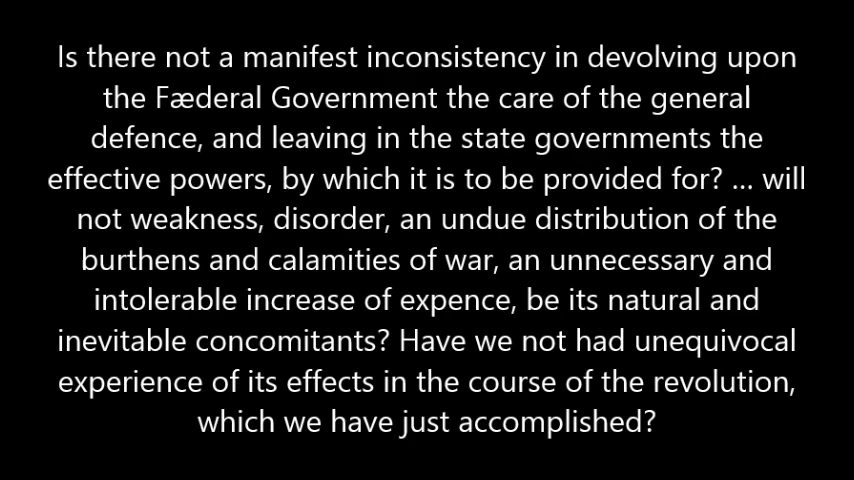 Is there not a manifest inconsistency in devolving upon
the Fæderal Government the care of the general
defence, and leaving in the state governments the
effective powers, by which it is to be provided for? ... will
not weakness, disorder, an undue distribution of the
burthens and calamities of war, an unnecessary and
intolerable increase of expence, be its natural and
inevitable concomitants? Have we not had unequivocal
experience of its effects in the course of the revolution,
which we have just accomplished?